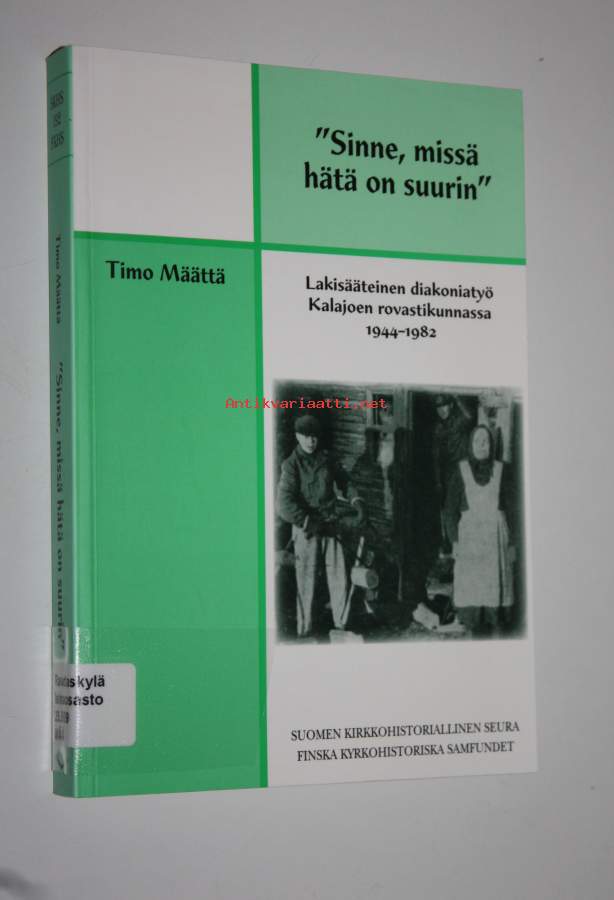 "Sinne, missä
hätä on suurin"
Timo Määttä
Lakisääteinen diakoniatyö
Kalajoen rovastikunnassa
1944–1982
Antikvariaatti.net
SUOMEN KIRKKOHISTORIALLINEN SEURA
FINSKA KYRKOHISTORISKA SAMFUNDET
Timo Määttä "Sinne, missä hätä on suurin"